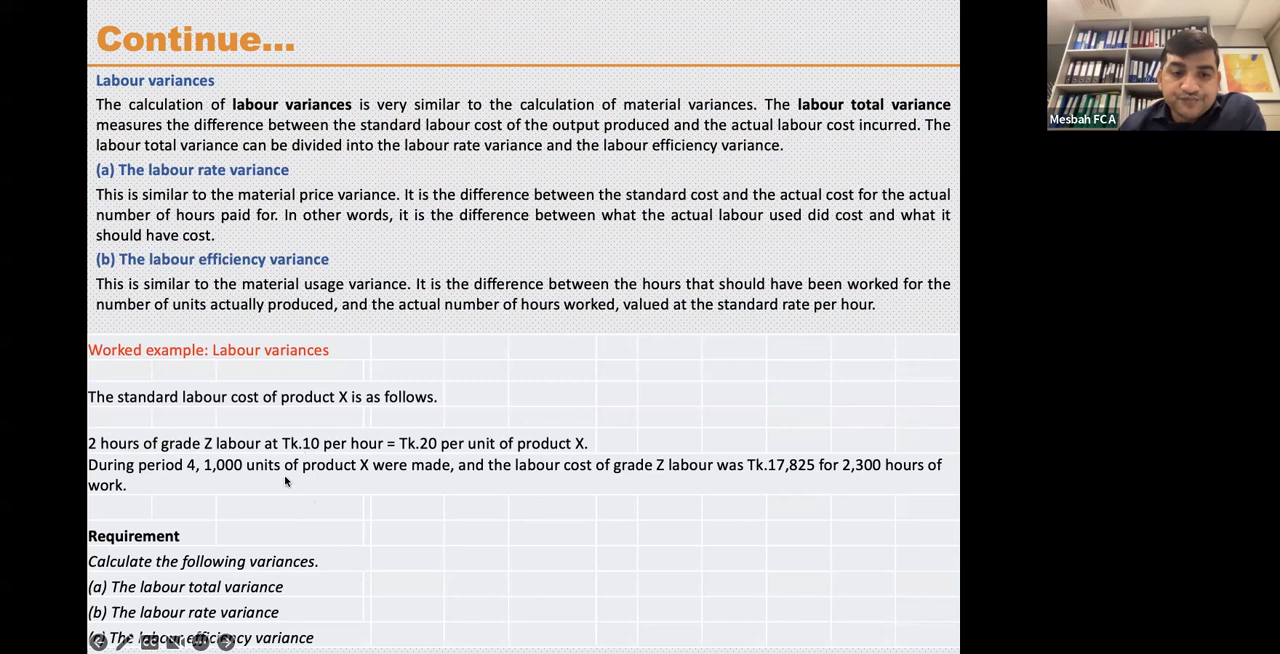 Continue...
Labour variances
The calculation of labour variances is very similar to the calculation of material variances. The labour total variance
measures the difference between the standard labour cost of the output produced and the actual labour cost incurred. The
labour total variance can be divided into the labour rate variance and the labour efficiency variance.
(a) The labour rate variance
This is similar to the material price variance. It is the difference between the standard cost and the actual cost for the actual
number of hours paid for. In other words, it is the difference between what the actual labour used did cost and what it
should have cost.
(b) The labour efficiency variance
This is similar to the material usage variance. It is the difference between the hours that should have been worked for the
number of units actually produced, and the actual number of hours worked, valued at the standard rate per hour.
Worked example: Labour variances
The standard labour cost of product X is as follows.
2 hours of grade Z labour at Tk.10 per hour = Tk.20 per unit of product X.
During period 4, 1,000 units of product X were made, and the labour cost of grade Z labour was Tk.17,825 for 2,300 hours of
work.
Requirement
Calculate the following variances.
(a) The labour total variance
(b) The labour rate variance
(c) The labour efficiency variance
Mesbah FCA